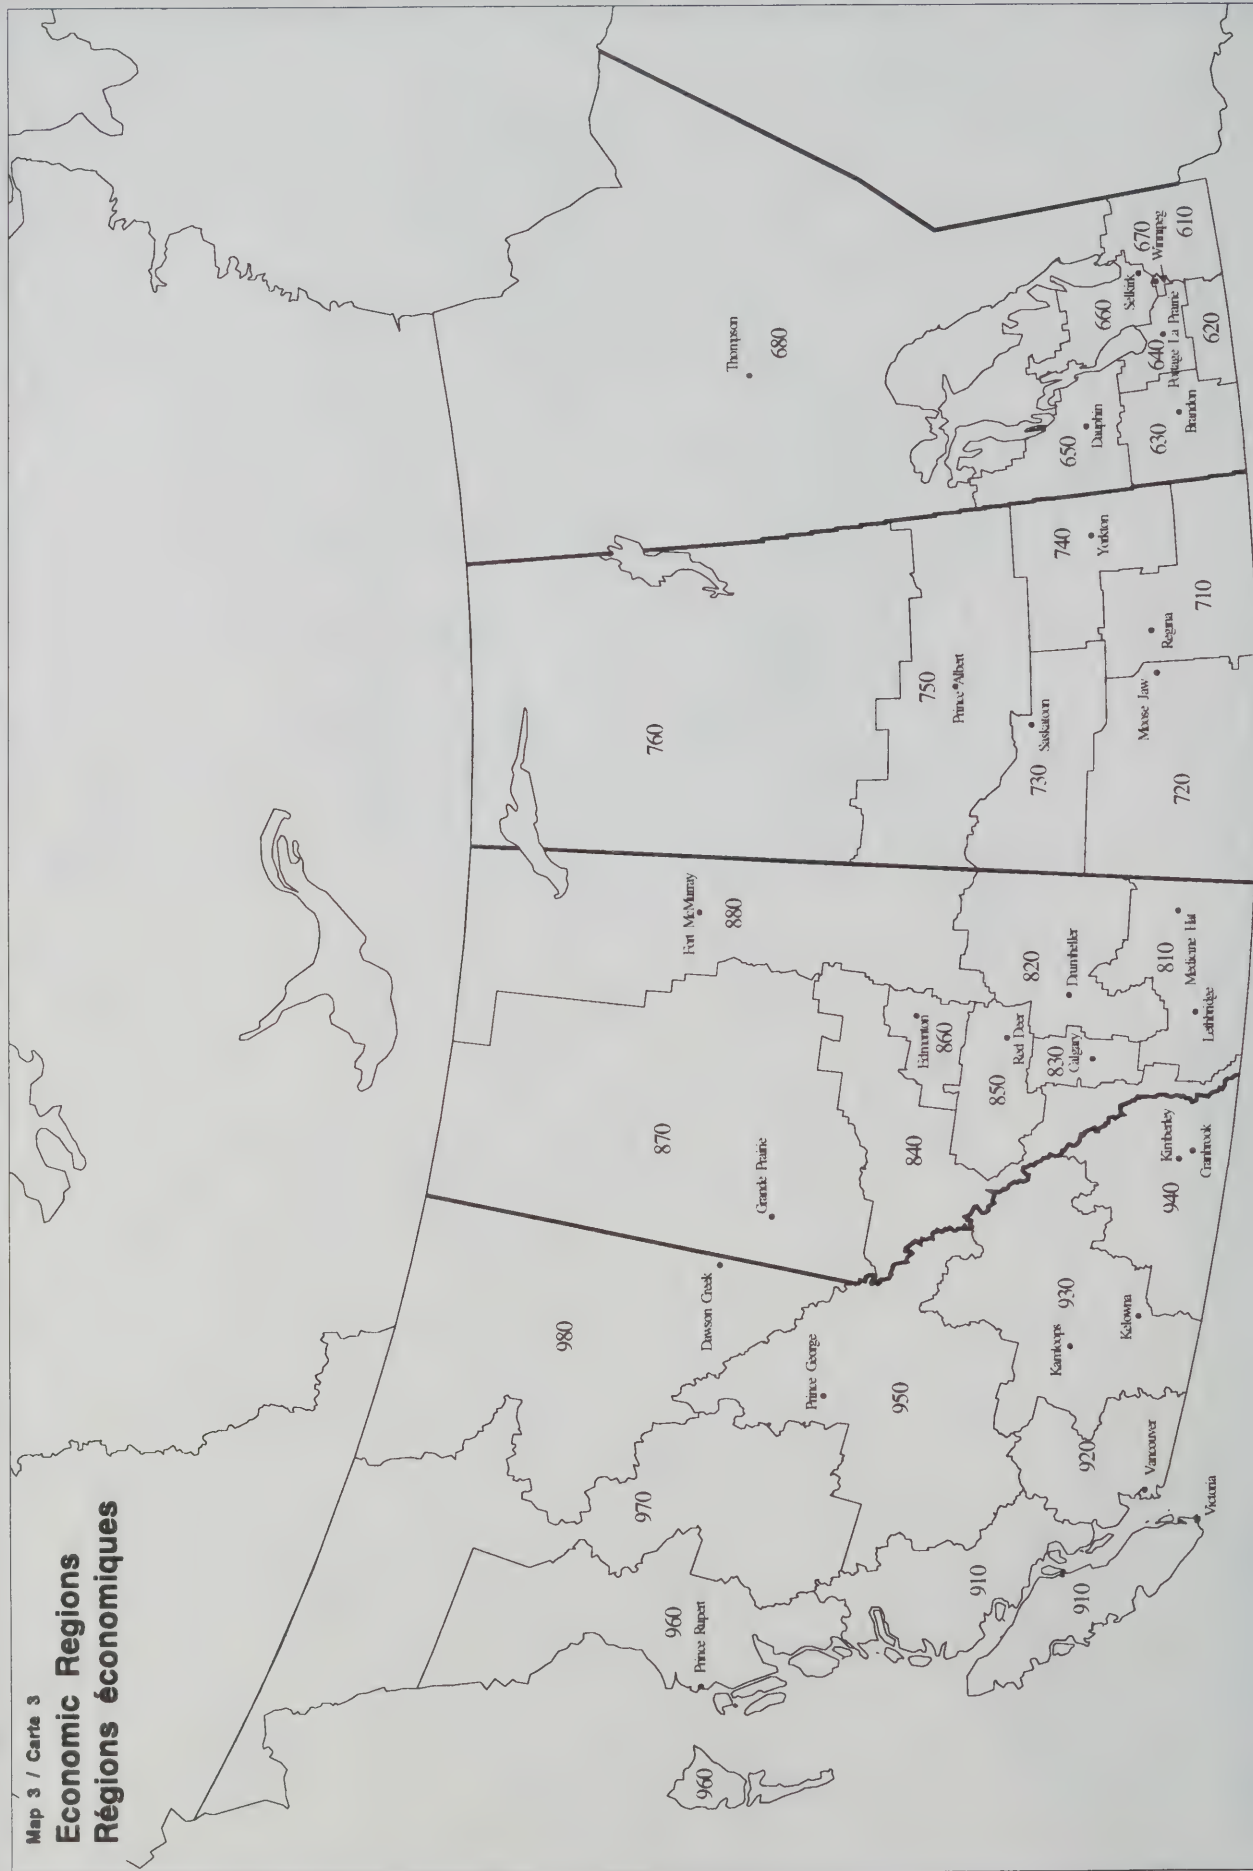 Map 3 / Carte 3
Economic Regions
Régions économiques
960
960
Prince Rupert
970
980
Dawson Creek
Prince George
950
910
910
Victoria
920
Vancouver
930
Kamloops
Kelowna
940
Kimberley
Cranbrook
870
Grande Prairie
880
Fort McMurray
840
860
Edmonton
850
Red Deer
830
Calgary
820
Drumheller
810
Medicine Hat
Lethbridge
760
750
Prince Albert
730
Saskatoon
740
Yorkton
720
Moose Jaw
710
Regina
680
Thompson
650
Dauphin
630
Brandon
640
Portage La Prairie
620
660
Selkirk
670
Winnipeg
610